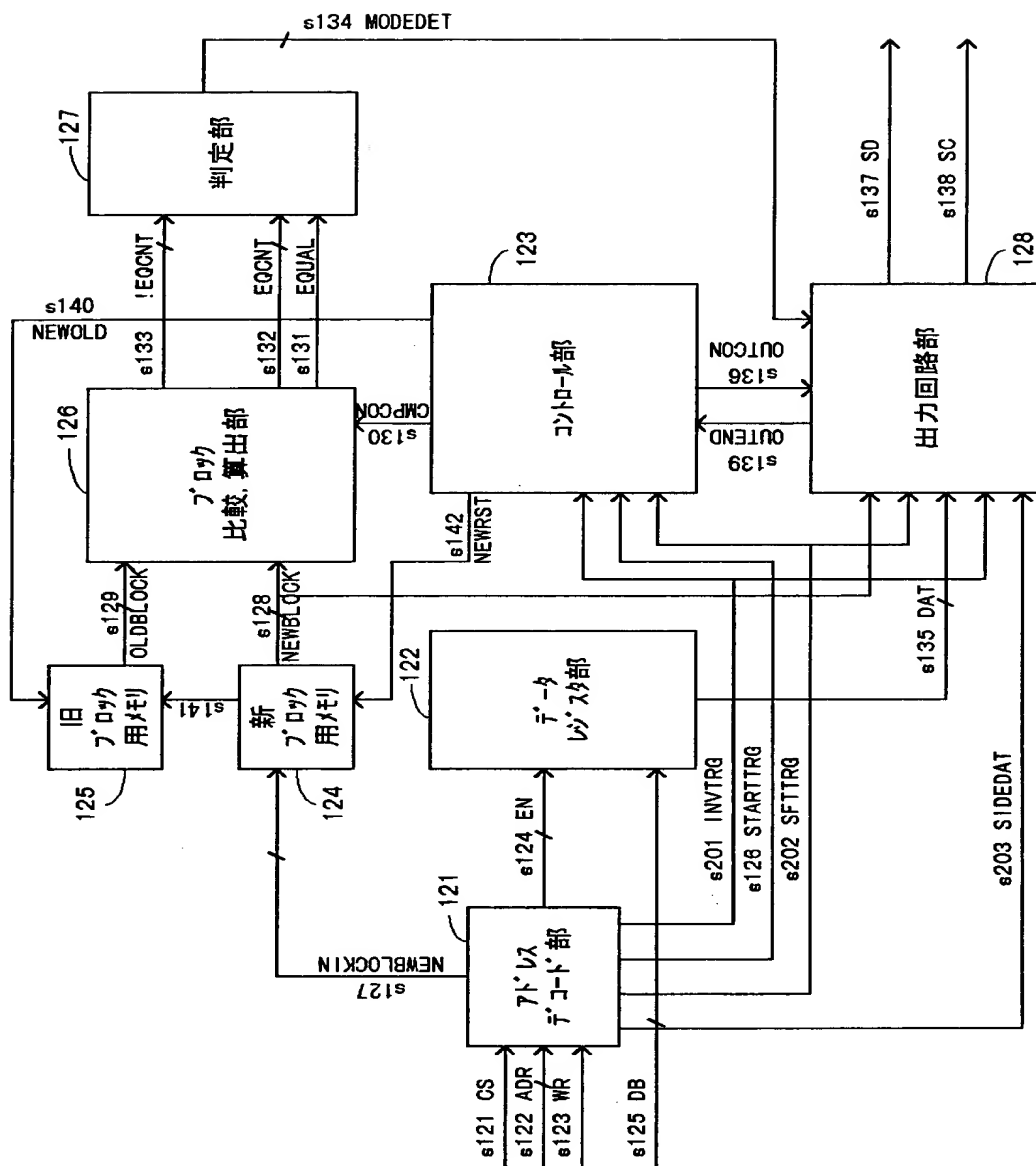 s134 MODEDET
127
判定部
!EQCNT
EQCNT
EQUAL
s140
NEWOLD
s133
s132
s131
126
ブロック
比較,算出部
s130
CMPCON
123
コントロール部
s136
OUTCON
s139
OUTEND
s137 SD
s138 SC
128
出力回路部
s142
NEWRST
s129
OLDBLOCK
s128
NEWBLOCK
125
旧
ブロック
用メモリ
s141
124
新
ブロック
用メモリ
122
データ
レジスタ部
s135 DAT
s124 EN
s201 INVTRG
s126 STARTTRG
s202 SFTTRG
s203 SIDEDAT
121
アドレス
デコード部
s127
NEWBLOCKIN
s121 CS
s122 ADR
s123 WR
s125 DB